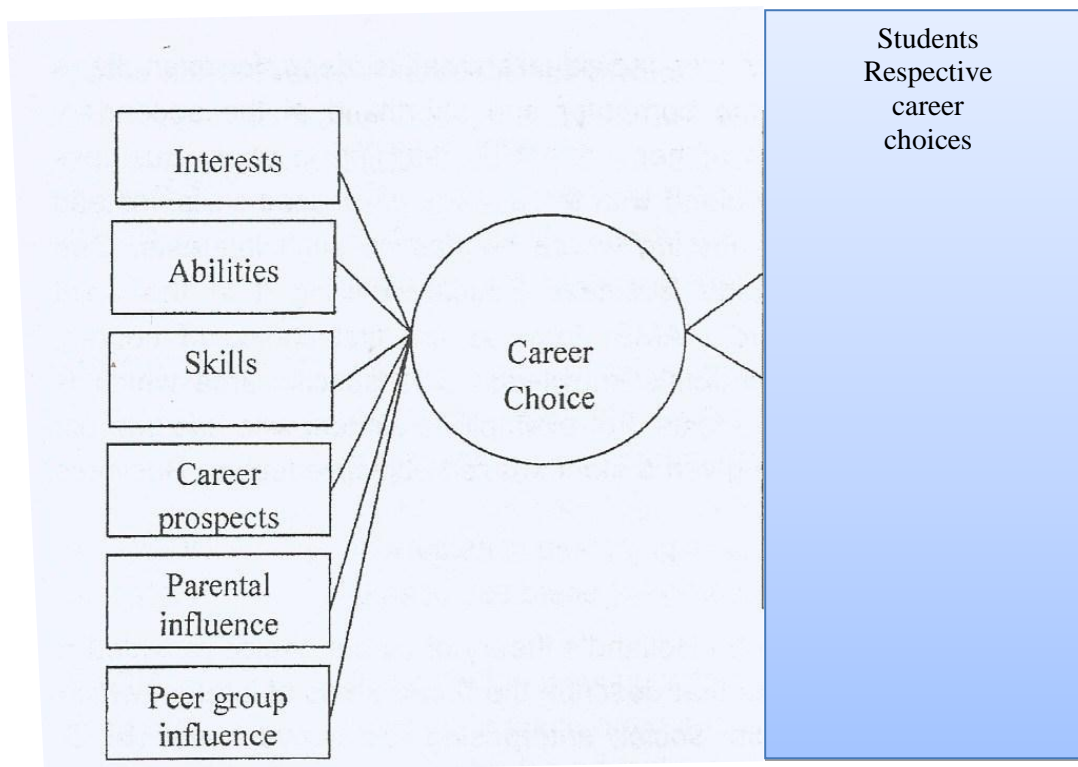 Interests
Abilities
Skills
Career
prospects
Parental
influence
Peer group
influence
Career
Choice
Students
Respective
career
choices